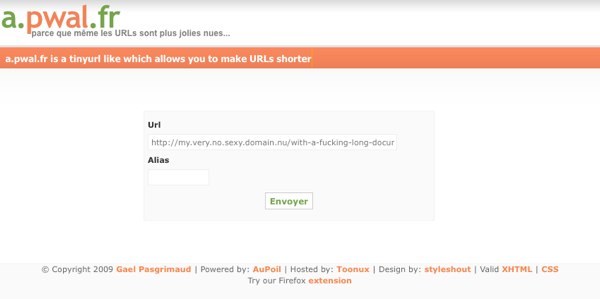 a.pwal.fr
parce que même les URLs sont plus jolies nues...
a.pwal.fr is a tinyurl like which allows you to make URLs shorter
Url
http://my.very.no.sexy.domain.nu/with-a-fucking-long-docur
Alias
Envoyer
© Copyright 2009 Gael Pasgrimaud | Powered by: AuPoil | Hosted by: Toonux | Design by: styleshout | Valid XHTML | CSS
Try our Firefox extension